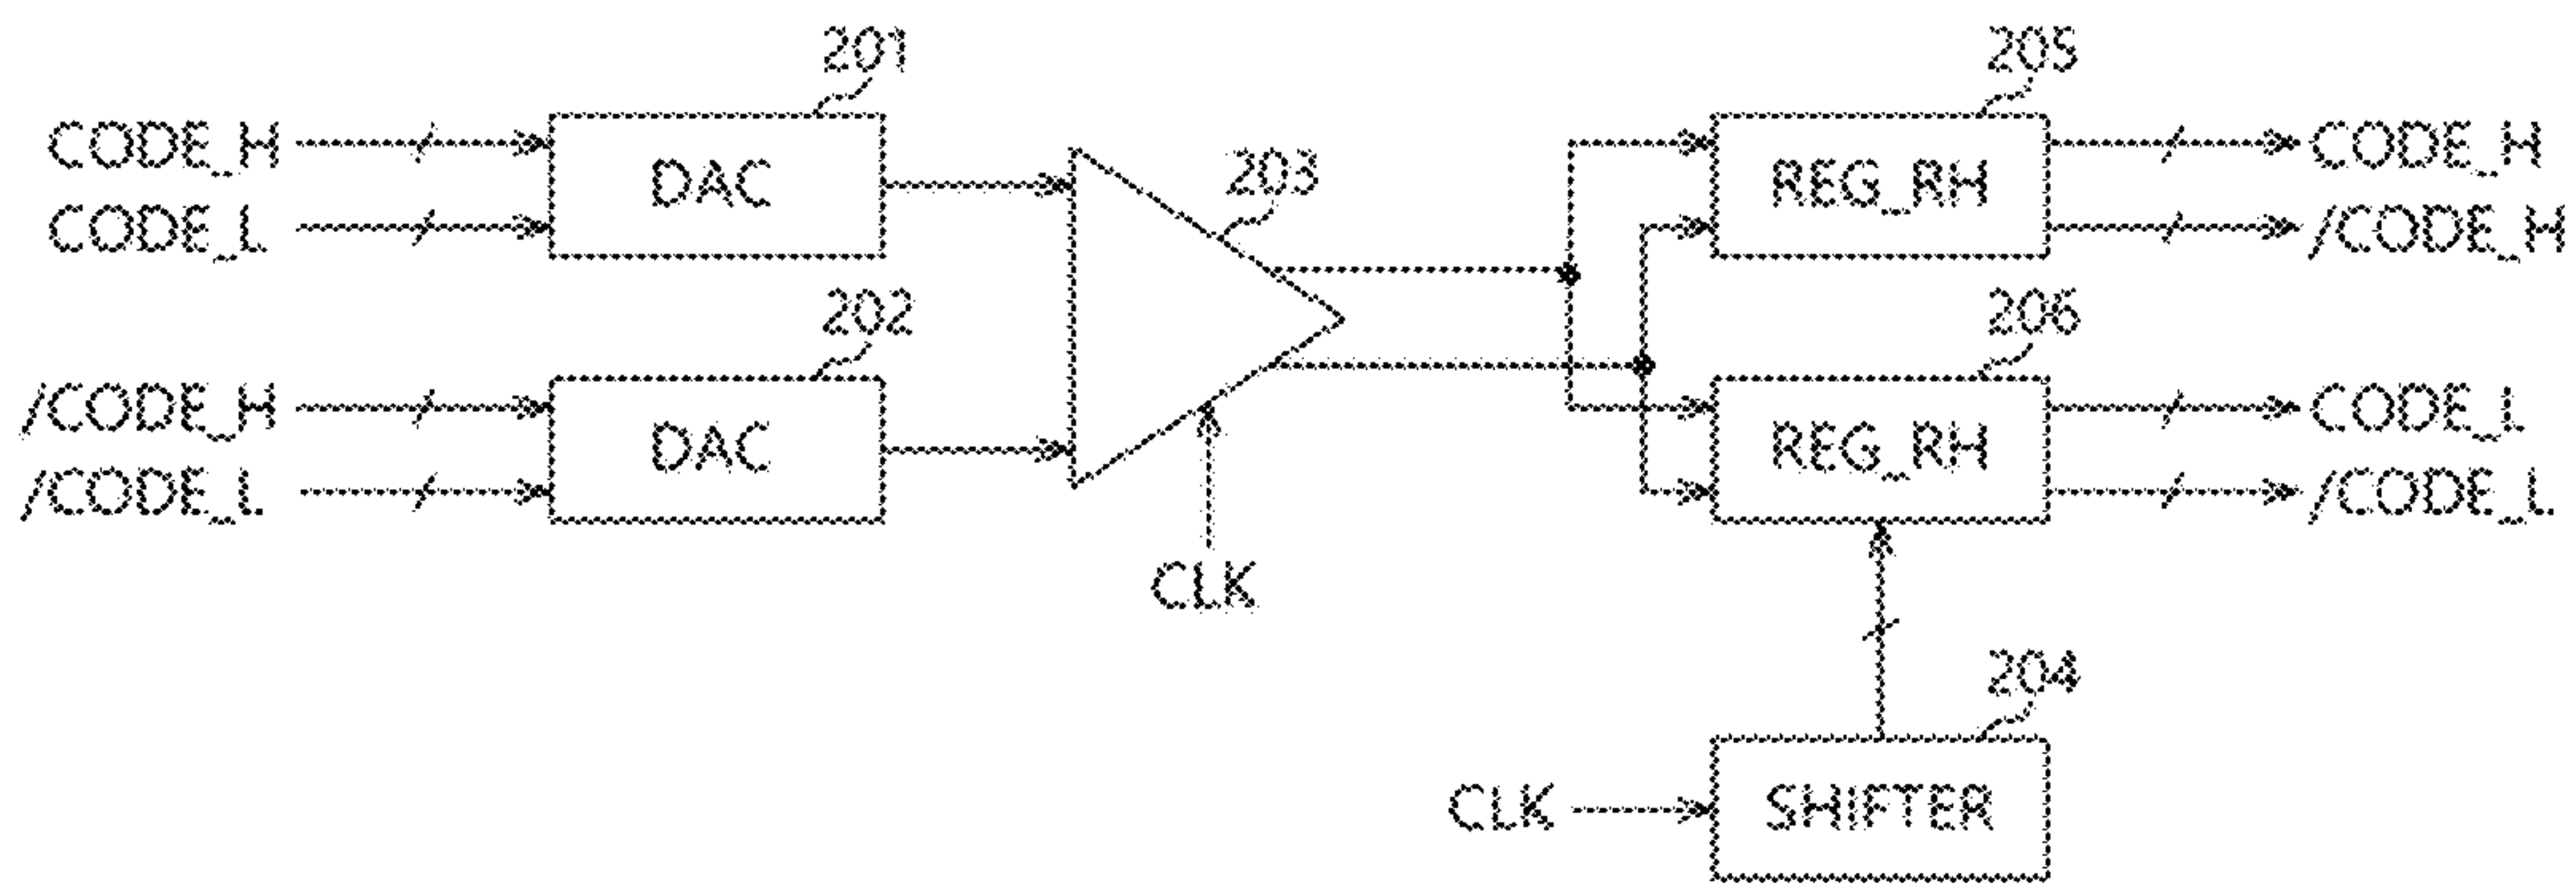 201
205
CODE_H
DAC
203
REG_RH
CODE_H
CODE_L
/CODE_H
202
206
/CODE_H
DAC
REG_RH
CODE_L
/CODE_L
/CODE_L
CLK
204
CLK
SHIFTER